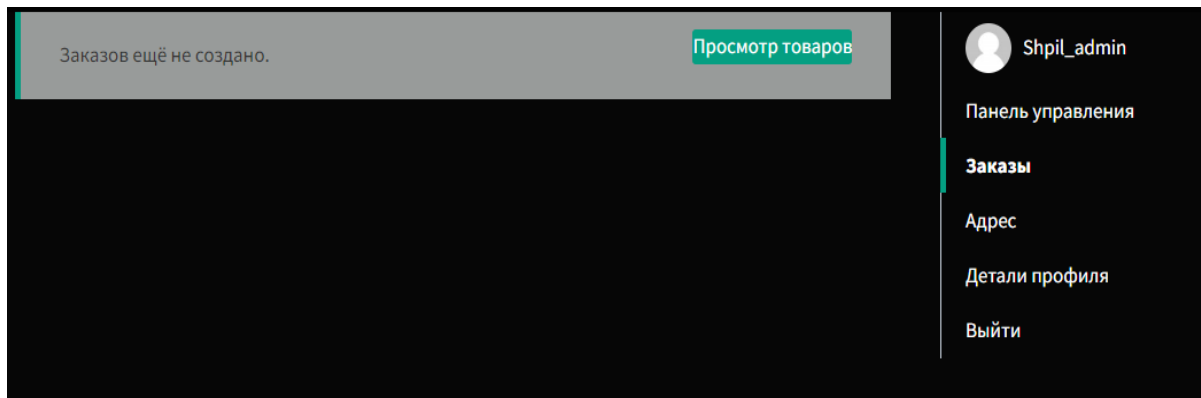 Заказов ещё не создано.
Просмотр товаров
Shpil_admin
Панель управления
Заказы
Адрес
Детали профиля
Выйти